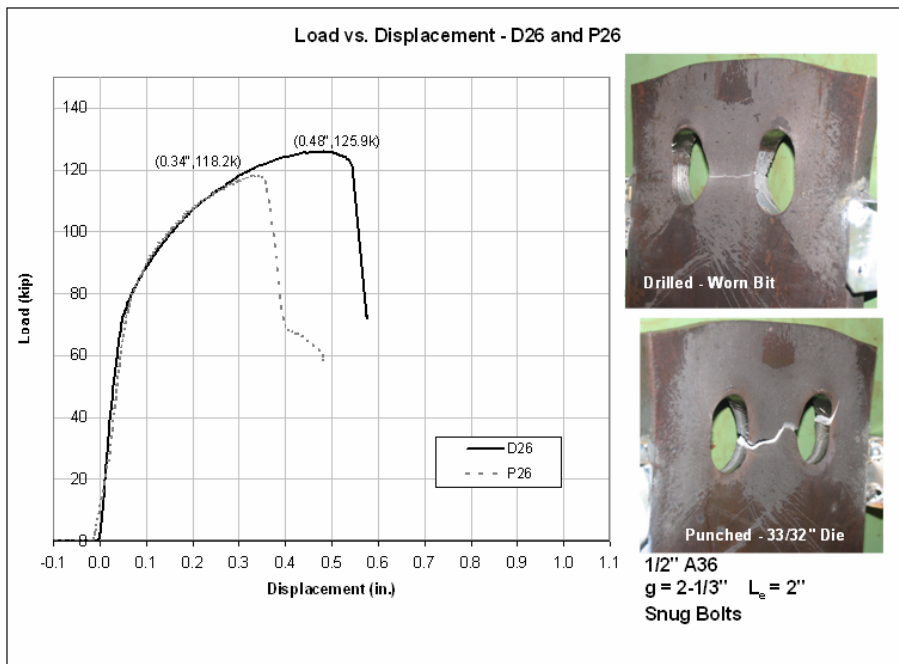 Load vs. Displacement - D26 and P26
Load (kip)
140
120
100
80
60
40
20
0
(0.34",118.2k)
(0.48",125.9k)
D26
P26
-0.1 0.0 0.1 0.2 0.3 0.4 0.5 0.6 0.7 0.8 0.9 1.0 1.1
Displacement (in.)
Drilled - Worn Bit
Punched - 33/32" Die
1/2" A36
g = 2-1/3" Le = 2"
Snug Bolts